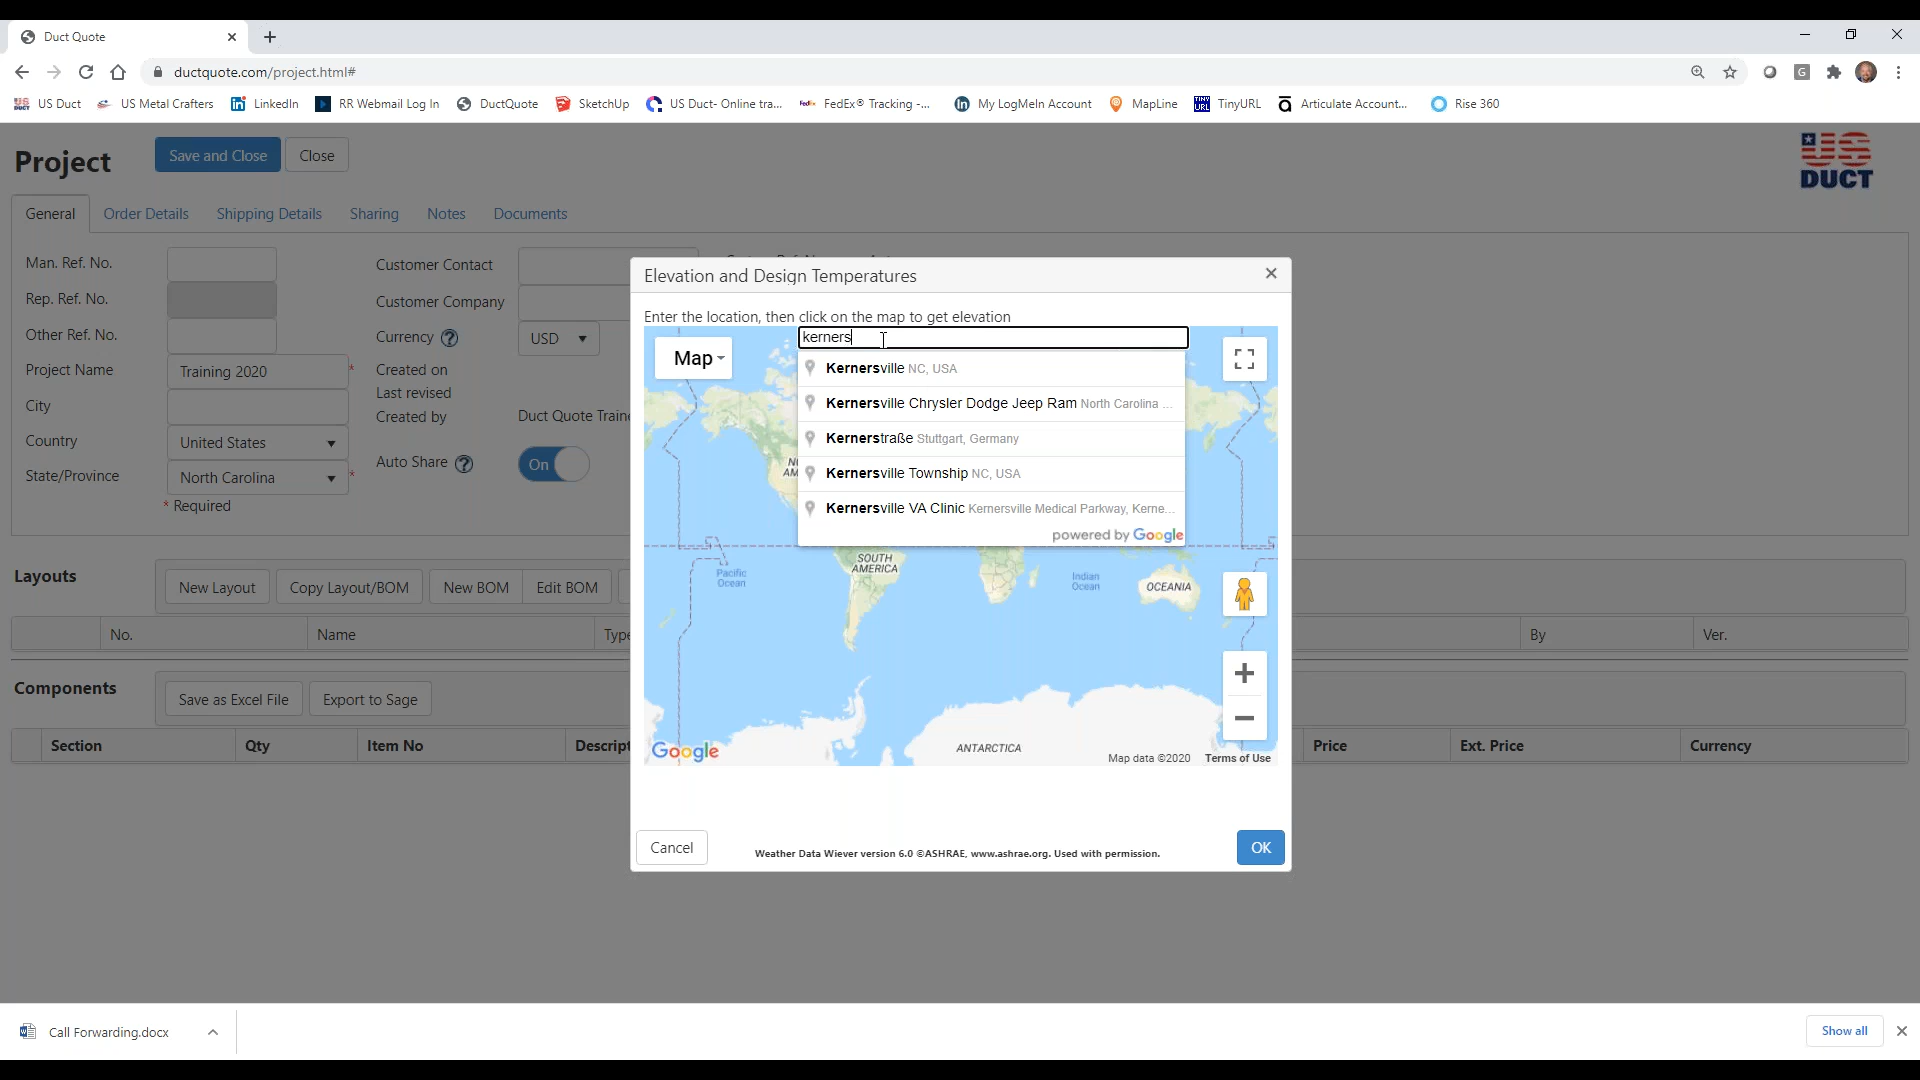 Duct Quote
ductquote.com/project.html#
US Duct
US Metal Crafters
LinkedIn
RR Webmail Log In
DuctQuote
SketchUp
US Duct- Online tra...
FedEx® Tracking -...
My LogMeIn Account
MapLine
TinyURL
Articulate Account...
Rise 360
Project
Save and Close
Close
US DUCT
General
Order Details
Shipping Details
Sharing
Notes
Documents
Man. Ref. No.
Customer Contact
Rep. Ref. No.
Customer Company
Other Ref. No.
Currency ?
USD
Project Name
Training 2020 *
Created on
Last revised
City
Created by
Duct Quote Traine
Country
United States
Auto Share ?
On
State/Province
North Carolina *
* Required
Elevation and Design Temperatures
Enter the location, then click on the map to get elevation
kerners
Map
Kernersville NC, USA
Kernersville Chrysler Dodge Jeep Ram North Carolina ...
Kernerstraße Stuttgart, Germany
Kernersville Township NC, USA
Kernersville VA Clinic Kernersville Medical Parkway, Kerne...
powered by Google
SOUTH AMERICA
Pacific Ocean
Indian Ocean
OCEANIA
ANTARCTICA
Google
Map data ©2020
Terms of Use
Cancel
Weather Data Wiever version 6.0 ©ASHRAE, www.ashrae.org. Used with permission.
OK
Layouts
New Layout
Copy Layout/BOM
New BOM
Edit BOM
No.
Name
Type
By
Ver.
Components
Save as Excel File
Export to Sage
Section
Qty
Item No
Descript
Price
Ext. Price
Currency
Call Forwarding.docx
Show all